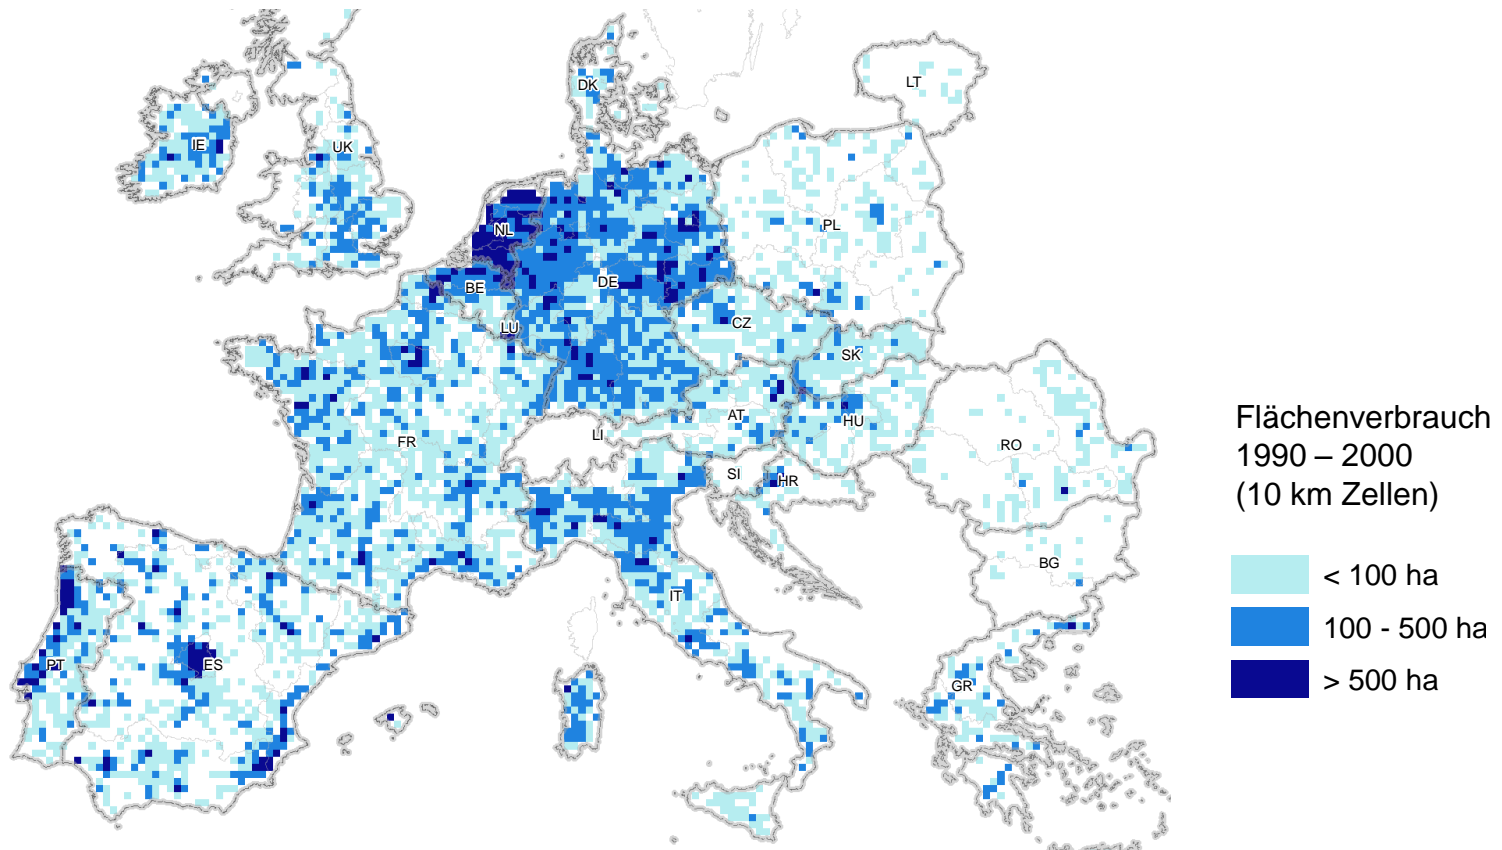 DK
LT
IE
UK
NL
PL
BE
DE
LU
CZ
SK
AT
HU
FR
LI
RO
SI
HR
BG
IT
PT
ES
GR
Flächenverbrauch
1990 – 2000
(10 km Zellen)
< 100 ha
100 - 500 ha
> 500 ha